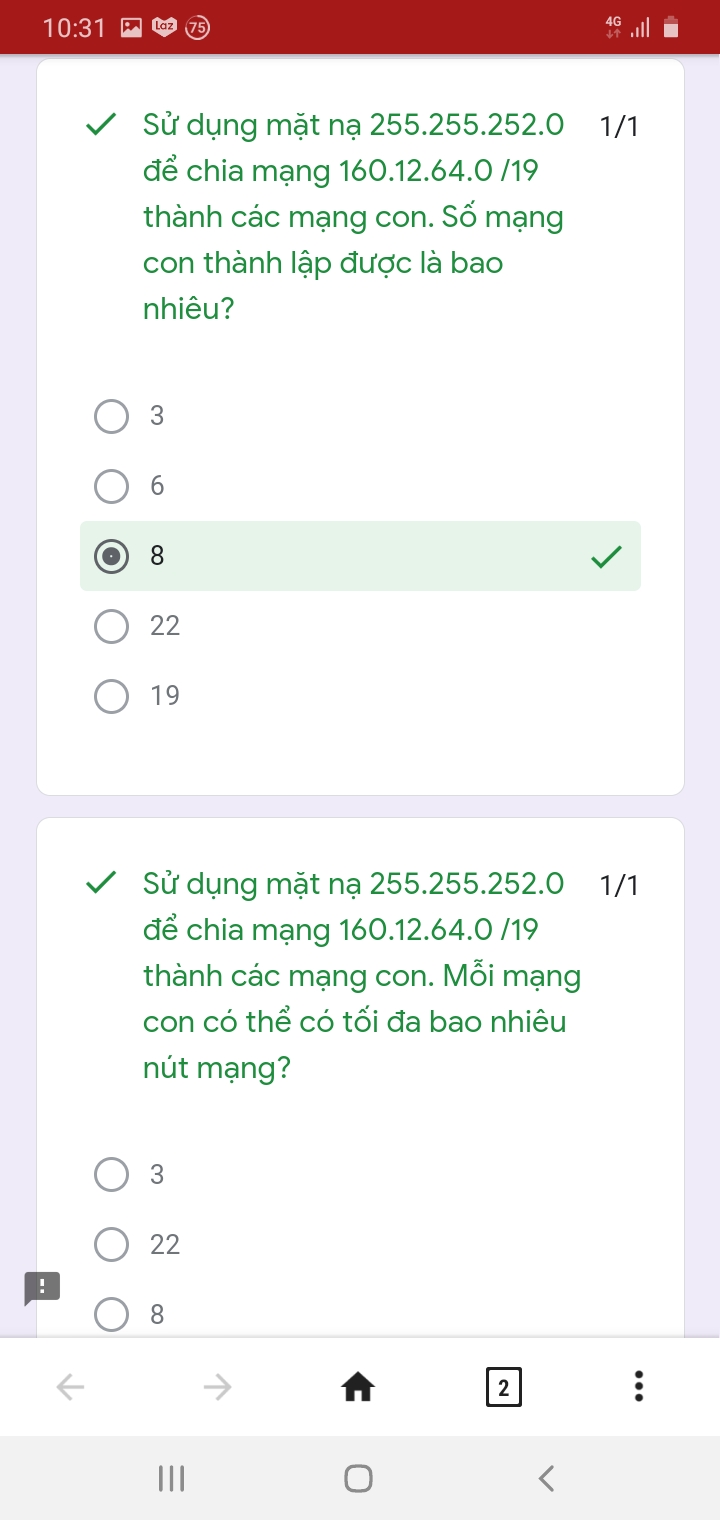 10:31
Laz
75
4G
Sử dụng mặt nạ 255.255.252.0
1/1
để chia mạng 160.12.64.0 /19
thành các mạng con. Số mạng
con thành lập được là bao
nhiêu?
3
6
8
22
19
Sử dụng mặt nạ 255.255.252.0
1/1
để chia mạng 160.12.64.0 /19
thành các mạng con. Mỗi mạng
con có thể có tối đa bao nhiêu
nút mạng?
3
22
8
2